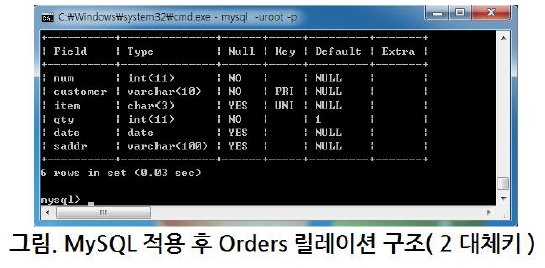 C:\Windows\system32\cmd.exe - mysql -uroot -p
| Field | Type | Null | Key | Default | Extra |
| num | int(11) | NO | | NULL | |
| customer | varchar(10) | NO | PRI | NULL | |
| item | char(3) | YES | UNI | NULL | |
| qty | int(11) | NO | | 1 | |
| date | date | YES | | NULL | |
| saddr | varchar(100) | YES | | NULL | |
6 rows in set (0.03 sec)
mysql>
그림. MySQL 적용 후 Orders 릴레이션 구조( 2 대체키 )